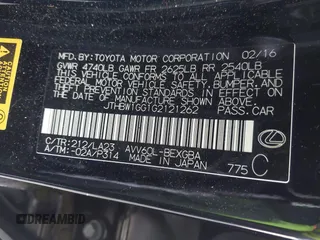 MFD. BY: TOYOTA MOTOR CORPORATION 02/16
GVWR 4740LB GAWR FR 2625LB RR 2540LB
THIS VEHICLE CONFORMS TO ALL APPLICABLE
FEDERAL MOTOR VEHICLE SAFETY, BUMPER, AND
THEFT PREVENTION STANDARDS IN EFFECT ON
THE DATE OF MANUFACTURE SHOWN ABOVE.
JTHBW1GG1G2121262
PASS. CAR
C/TR: 212/LA23 AVV60L-BEXGBA
A/TM: -02A/P314 MADE IN JAPAN 775 C
LEXUS
CAUTION
DREAMBID